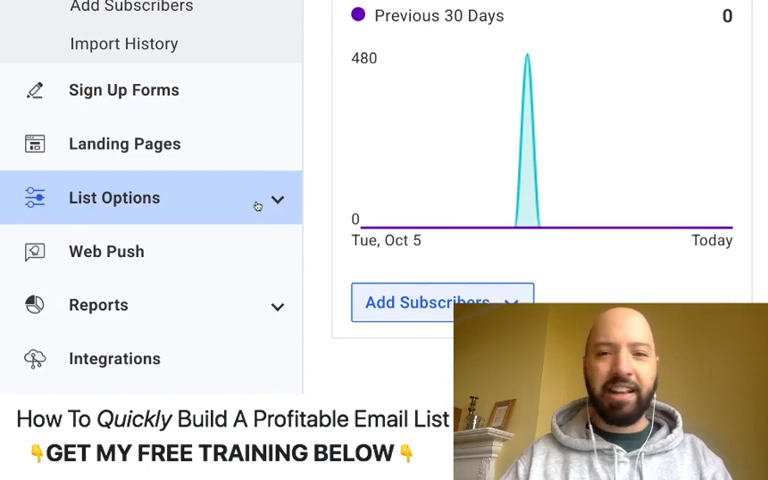 Add Subscribers
Import History
Sign Up Forms
Landing Pages
List Options
Web Push
Reports
Integrations
Previous 30 Days 0
480
0
Tue, Oct 5 Today
Add Subscribers
How To Quickly Build A Profitable Email List
👇GET MY FREE TRAINING BELOW👇